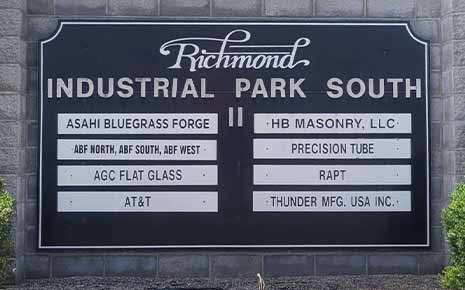 Richmond
INDUSTRIAL PARK SOUTH
II
ASAHI BLUEGRASS FORGE
ABF NORTH, ABF SOUTH, ABF WEST
AGC FLAT GLASS
AT&T
HB MASONRY, LLC
PRECISION TUBE
RAPT
THUNDER MFG. USA INC.